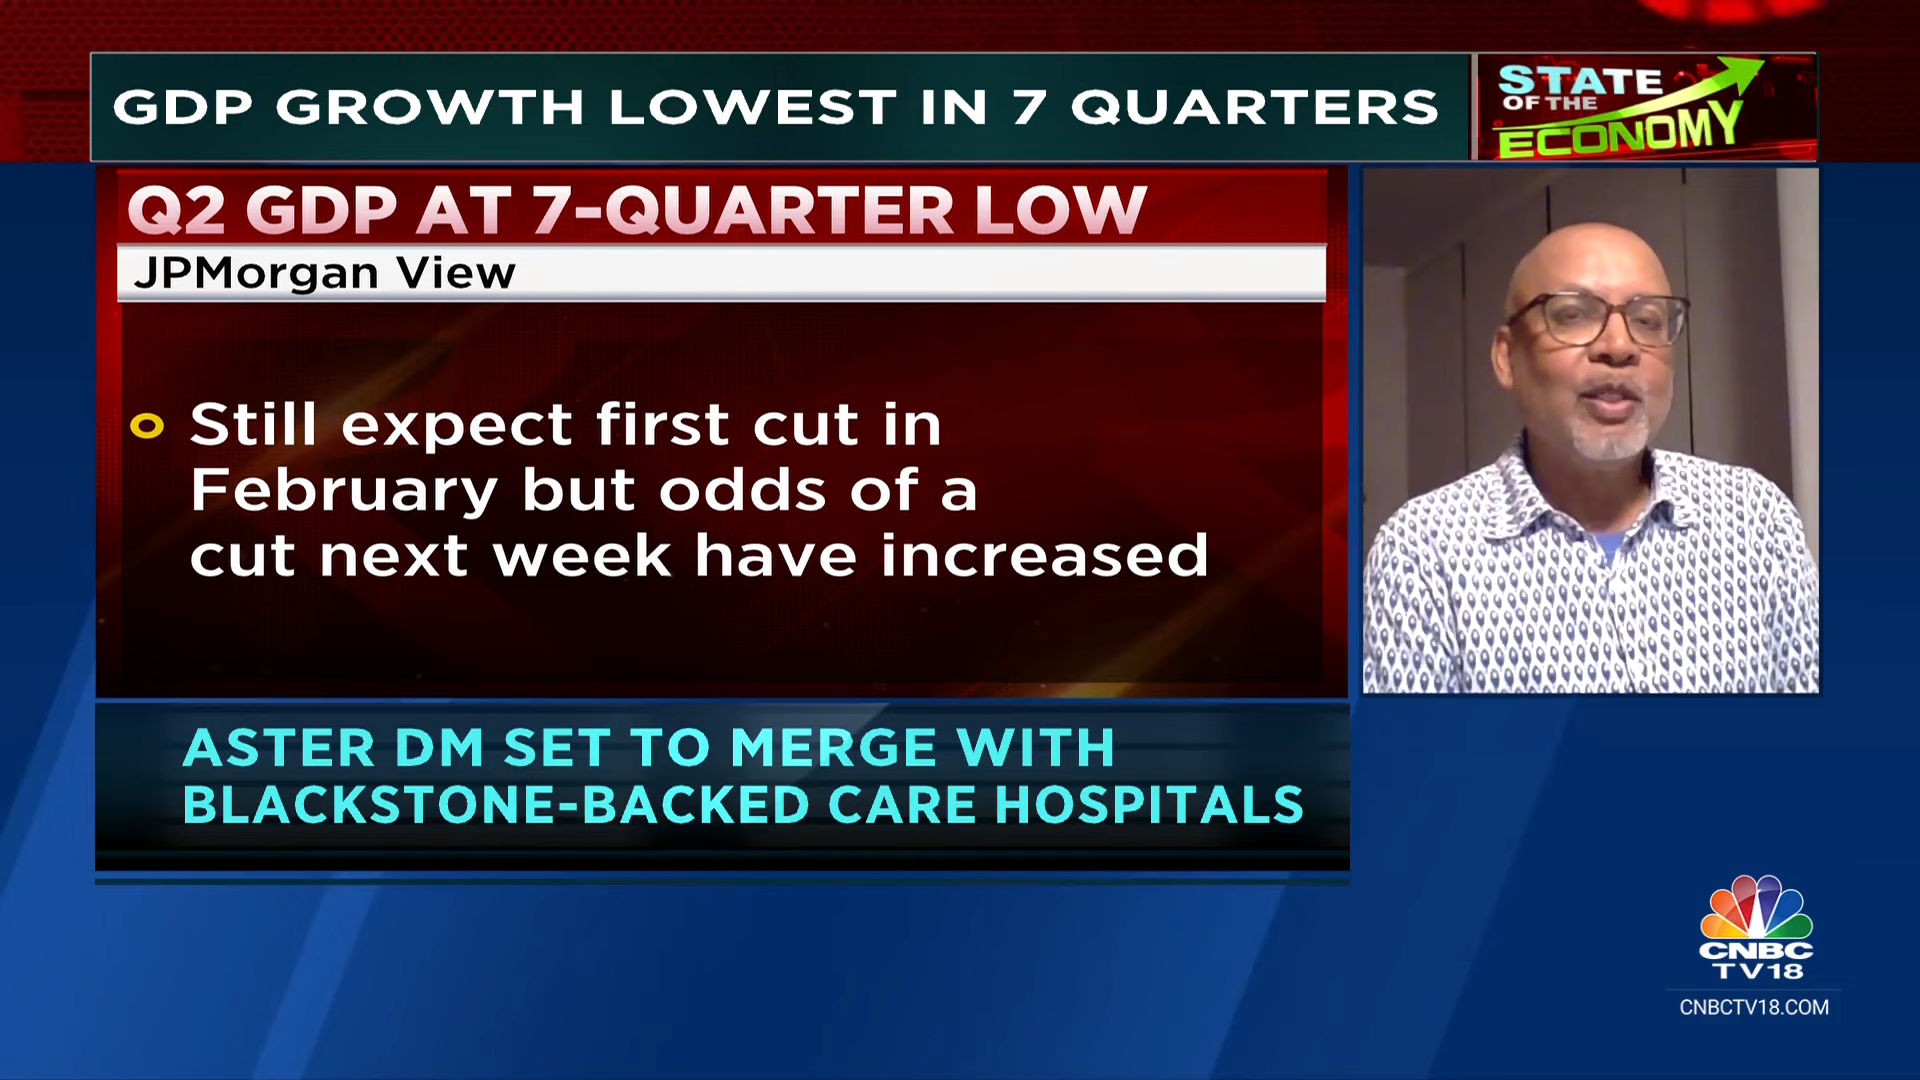 GDP GROWTH LOWEST IN 7 QUARTERS
STATE
OF THE
ECONOMY
Q2 GDP AT 7-QUARTER LOW
JPMorgan View
Still expect first cut in
February but odds of a
cut next week have increased
ASTER DM SET TO MERGE WITH
BLACKSTONE-BACKED CARE HOSPITALS
CNBC
TV18
CNBCTV18.COM